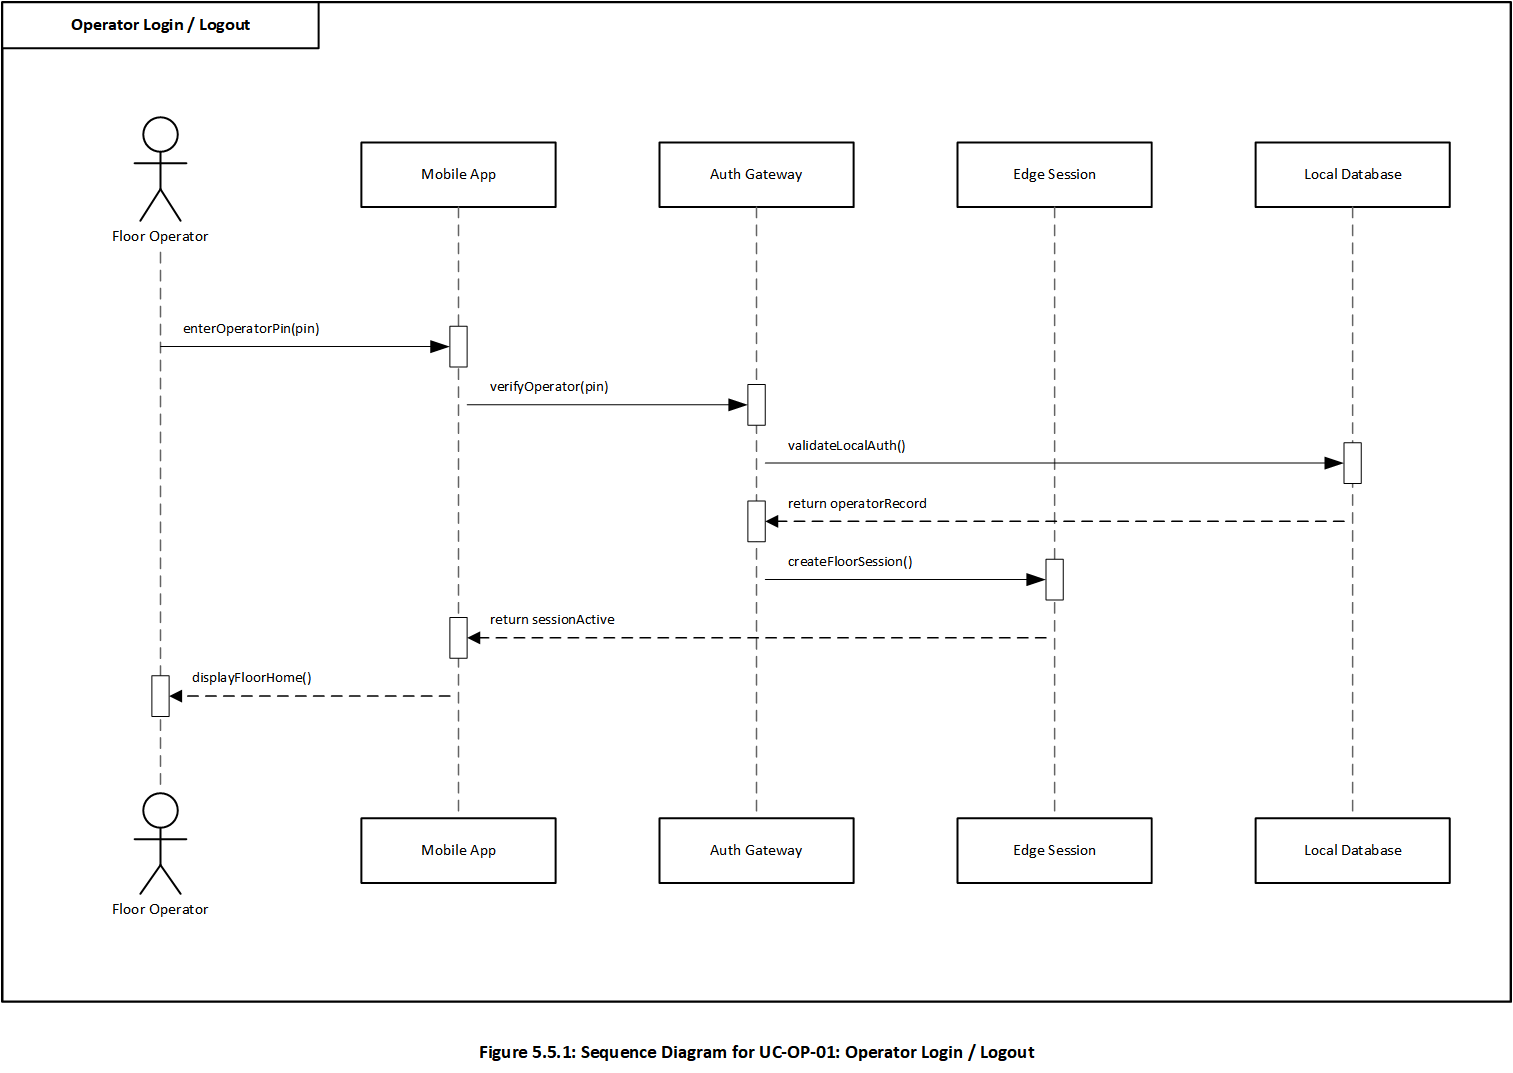 Operator Login / Logout
Floor Operator
Mobile App
Auth Gateway
Edge Session
Local Database
enterOperatorPin(pin)
verifyOperator(pin)
validateLocalAuth()
return operatorRecord
createFloorSession()
return sessionActive
displayFloorHome()
Floor Operator
Mobile App
Auth Gateway
Edge Session
Local Database
Figure 5.5.1: Sequence Diagram for UC-OP-01: Operator Login / Logout